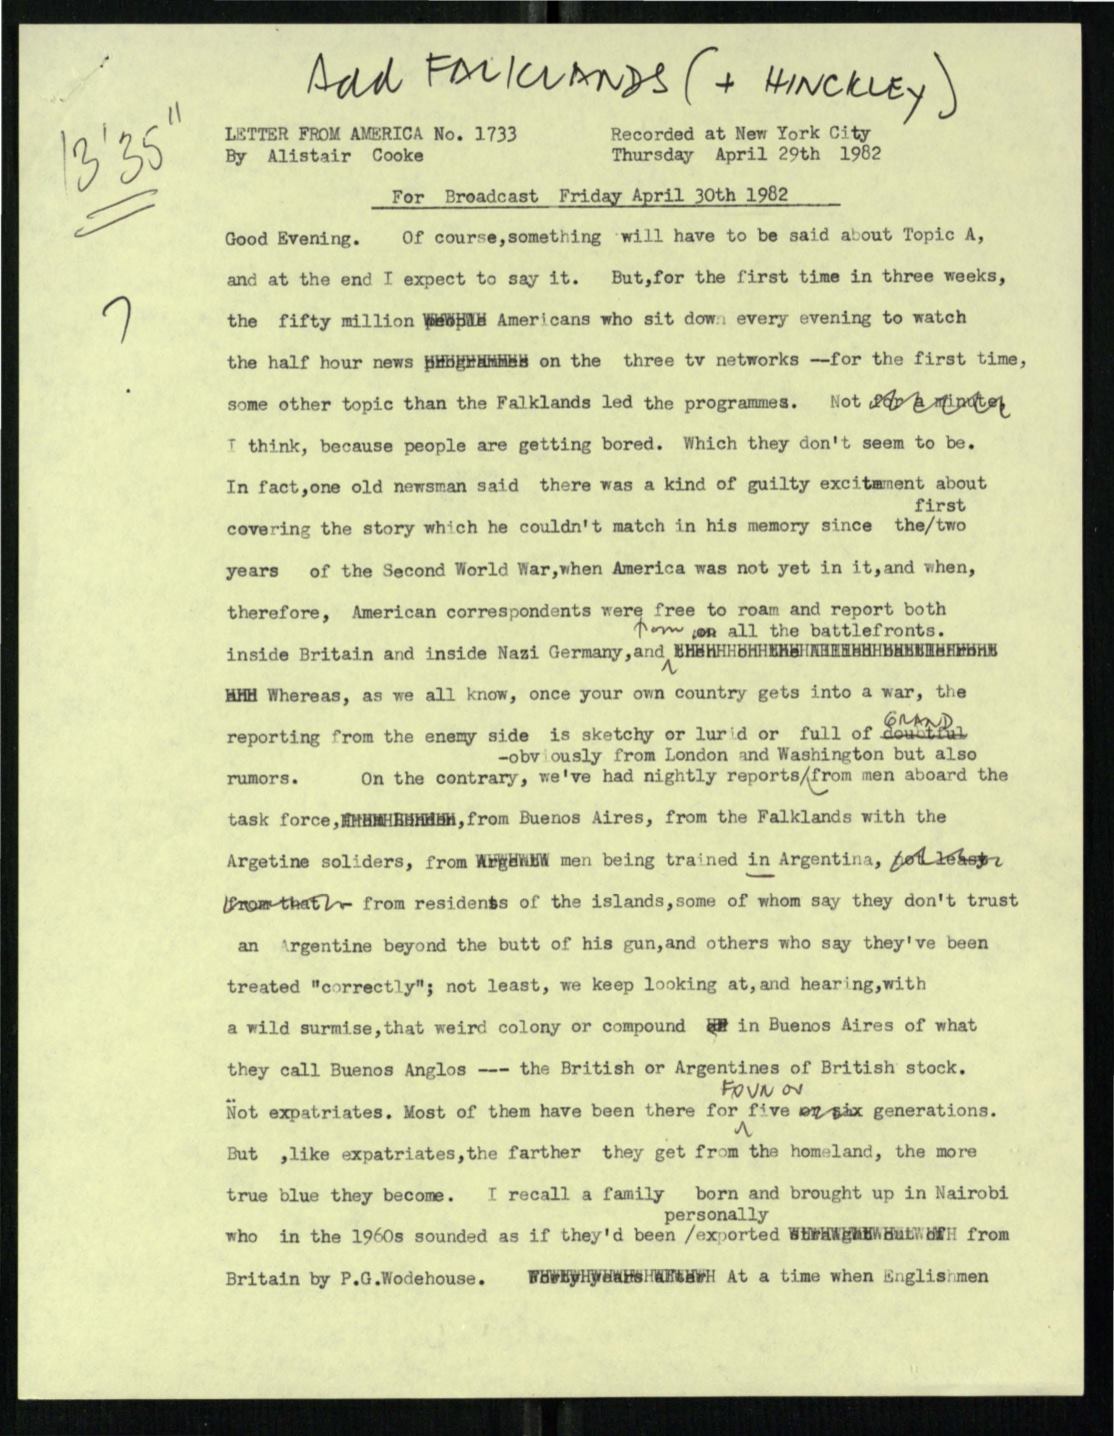 Add FALKLANDS (+ HINCKLEY)
13'35"
LETTER FROM AMERICA No. 1733 Recorded at New York City
By Alistair Cooke Thursday April 29th 1982
For Broadcast Friday April 30th 1982
Good Evening. Of course,something will have to be said about Topic A,
and at the end I expect to say it. But,for the first time in three weeks,
?
the fifty million people Americans who sit down every evening to watch
the half hour news programmes on the three tv networks --for the first time,
some other topic than the Falklands led the programmes. Not for a minute,
I think, because people are getting bored. Which they don't seem to be.
In fact,one old newsman said there was a kind of guilty excitement about
first
covering the story which he couldn't match in his memory since the/two
years of the Second World War,when America was not yet in it,and when,
therefore, American correspondents were free to roam and report both
from on all the battlefronts.
inside Britain and inside Nazi Germany,and
Whereas, as we all know, once your own country gets into a war, the
GRAND
reporting from the enemy side is sketchy or lurid or full of doubtful
-obviously from London and Washington but also
rumors. On the contrary, we've had nightly reports/from men aboard the
task force, ,from Buenos Aires, from the Falklands with the
Argetine soliders, from men being trained in Argentina, not least
from that from residents of the islands,some of whom say they don't trust
an Argentine beyond the butt of his gun,and others who say they've been
treated "correctly"; not least, we keep looking at,and hearing,with
a wild surmise,that weird colony or compound in Buenos Aires of what
they call Buenos Anglos --- the British or Argentines of British stock.
FOUR or
Not expatriates. Most of them have been there for five or six generations.
But ,like expatriates,the farther they get from the homeland, the more
true blue they become. I recall a family born and brought up in Nairobi
personally
who in the 1960s sounded as if they'd been /exported straight out of from
Britain by P.G.Wodehouse. At a time when Englishmen